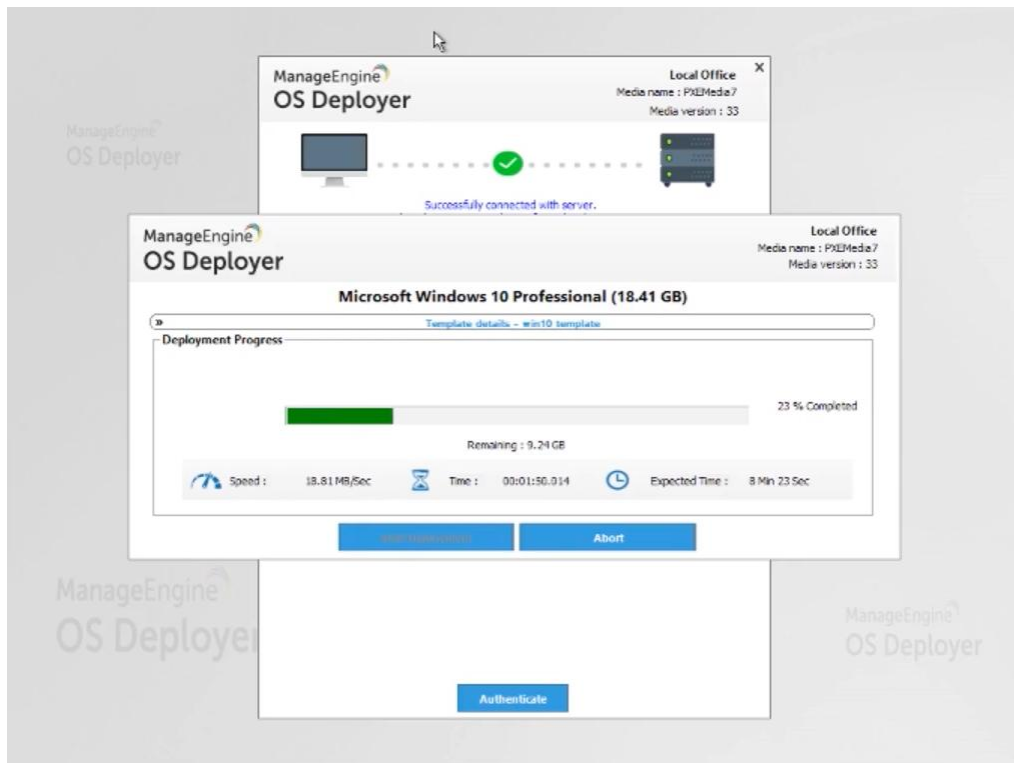 ManageEngine
OS Deployer
Local Office
Media name : PXEMedia7
Media version : 33
ManageEngine
OS Deployer
Successfully connected with server.
ManageEngine
OS Deployer
Local Office
Media name : PXEMedia7
Media version : 33
Microsoft Windows 10 Professional (18.41 GB)
Template details - win10 template
Deployment Progress
23 % Completed
Remaining : 9.24 GB
Speed : 18.81 MB/Sec Time : 00:01:50.014 Expected Time : 8 Min 23 Sec
Abort
ManageEngine
OS Deployer
ManageEngine
OS Deployer
Authenticate